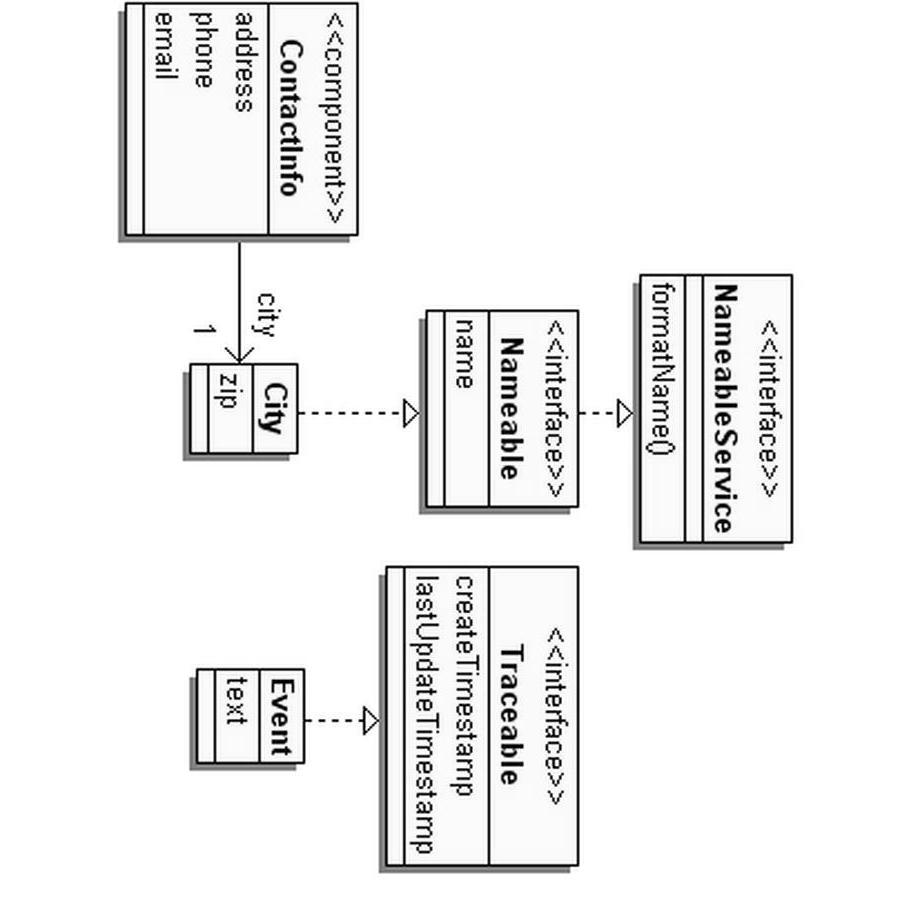 <<interface>>
NameableService
formatName()
<<component>>
ContactInfo
address
phone
email
<<interface>>
Nameable
name
<<interface>>
Traceable
createTimestamp
lastUpdateTimestamp
city
1
City
zip
Event
text